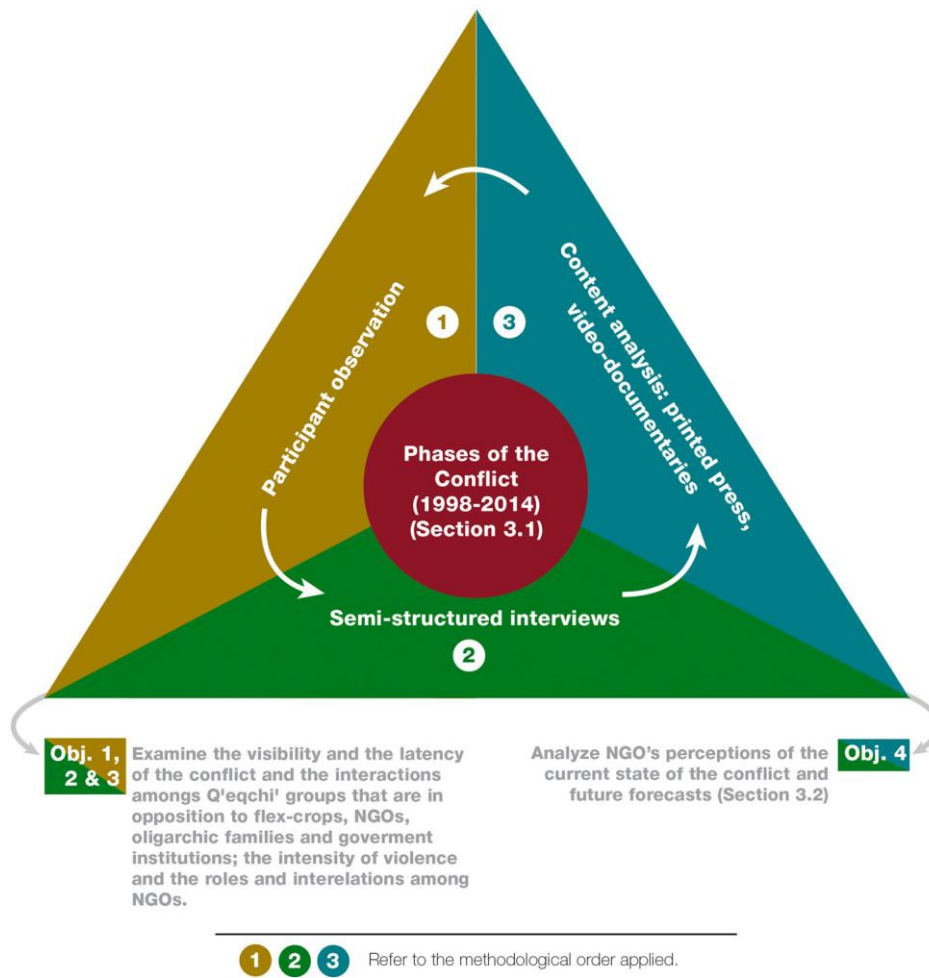 Participant observation
1
3
Content analysis: printed press,
video-documentaries
Phases of the
Conflict
(1998-2014)
(Section 3.1)
Semi-structured interviews
2
Obj. 1,
2 & 3
Examine the visibility and the latency
of the conflict and the interactions
amongs Q'eqchi' groups that are in
opposition to flex-crops, NGOs,
oligarchic families and goverment
institutions; the intensity of violence
and the roles and interelations among
NGOs.
Analyze NGO's perceptions of the
current state of the conflict and
future forecasts (Section 3.2)
Obj. 4
1 2 3 Refer to the methodological order applied.